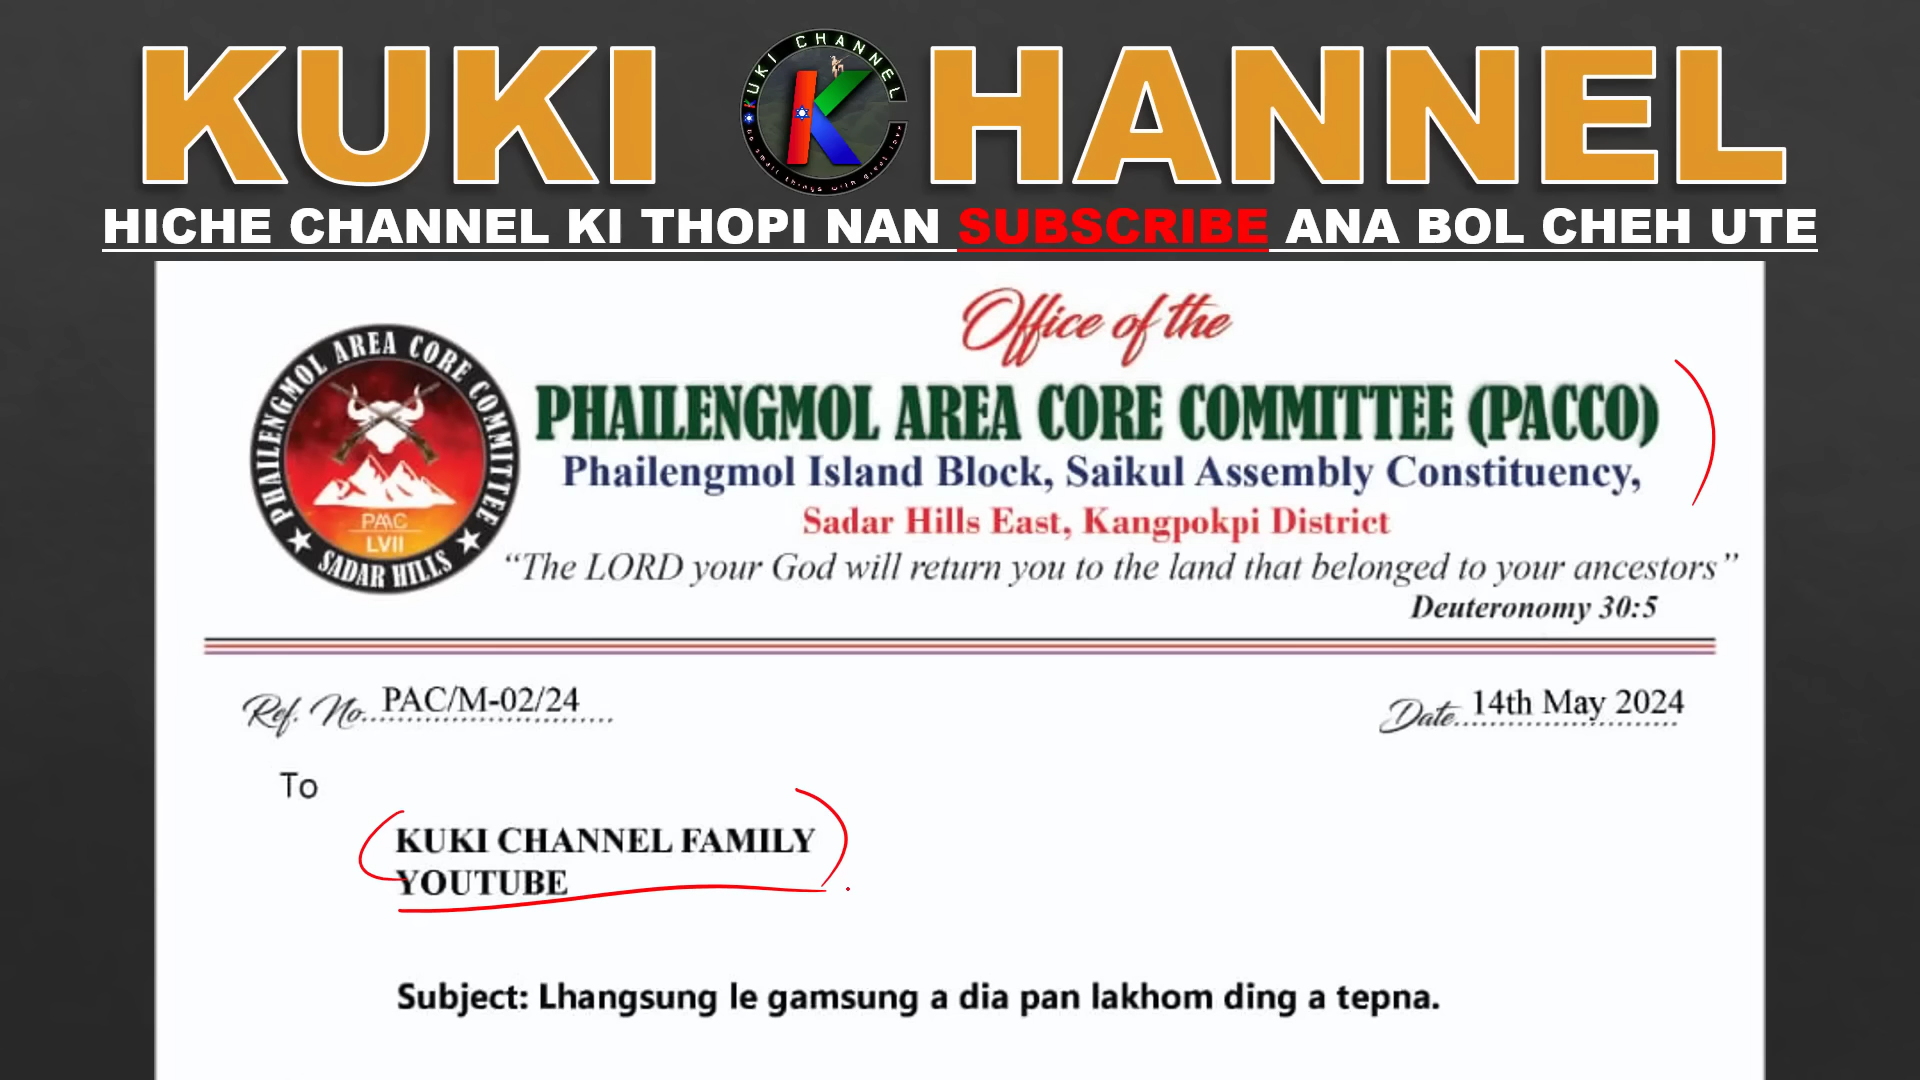 KUKI CHANNEL
KUKI CHANNEL
HICHE CHANNEL KI THOPI NAN SUBSCRIBE ANA BOL CHEH UTE
Office of the
PHAILENGMOL AREA CORE COMMITTEE
PAAC
LVII
SADAR HILLS
PHAILENGMOL AREA CORE COMMITTEE (PACCO)
Phailengmol Island Block, Saikul Assembly Constituency,
Sadar Hills East, Kangpokpi District
“The LORD your God will return you to the land that belonged to your ancestors”
Deuteronomy 30:5
Ref. No. PAC/M-02/24
Date. 14th May 2024
To
KUKI CHANNEL FAMILY
YOUTUBE
Subject: Lhangsung le gamsung a dia pan lakhom ding a tepna.